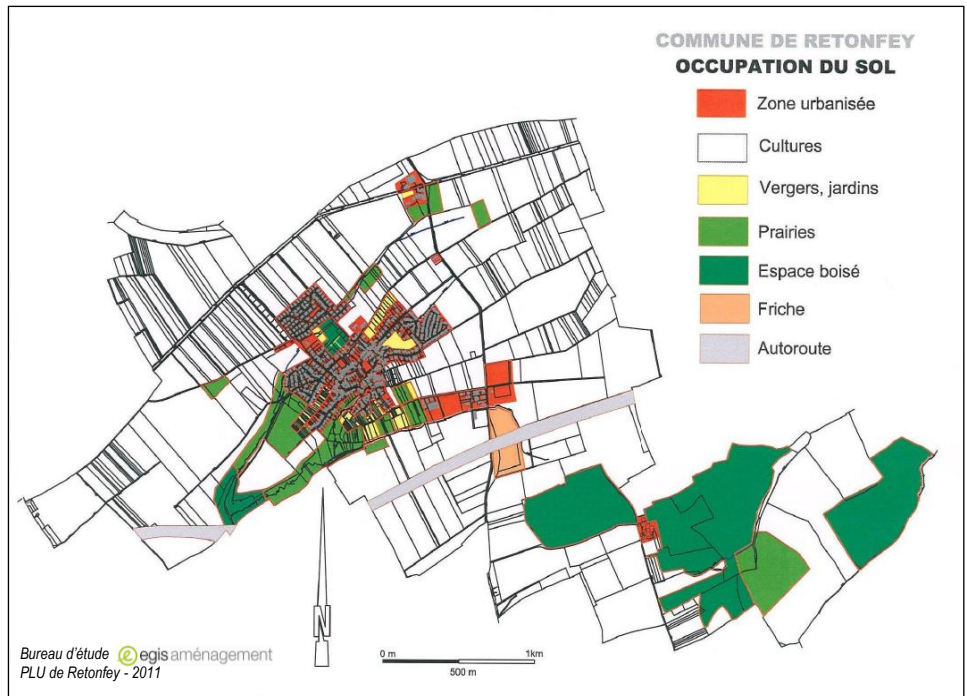 COMMUNE DE RETONFEY
OCCUPATION DU SOL
Zone urbanisée
Cultures
Vergers, jardins
Prairies
Espace boisé
Friche
Autoroute
N
Bureau d'étude egis aménagement
PLU de Retonfey - 2011
0 m 1km
500 m